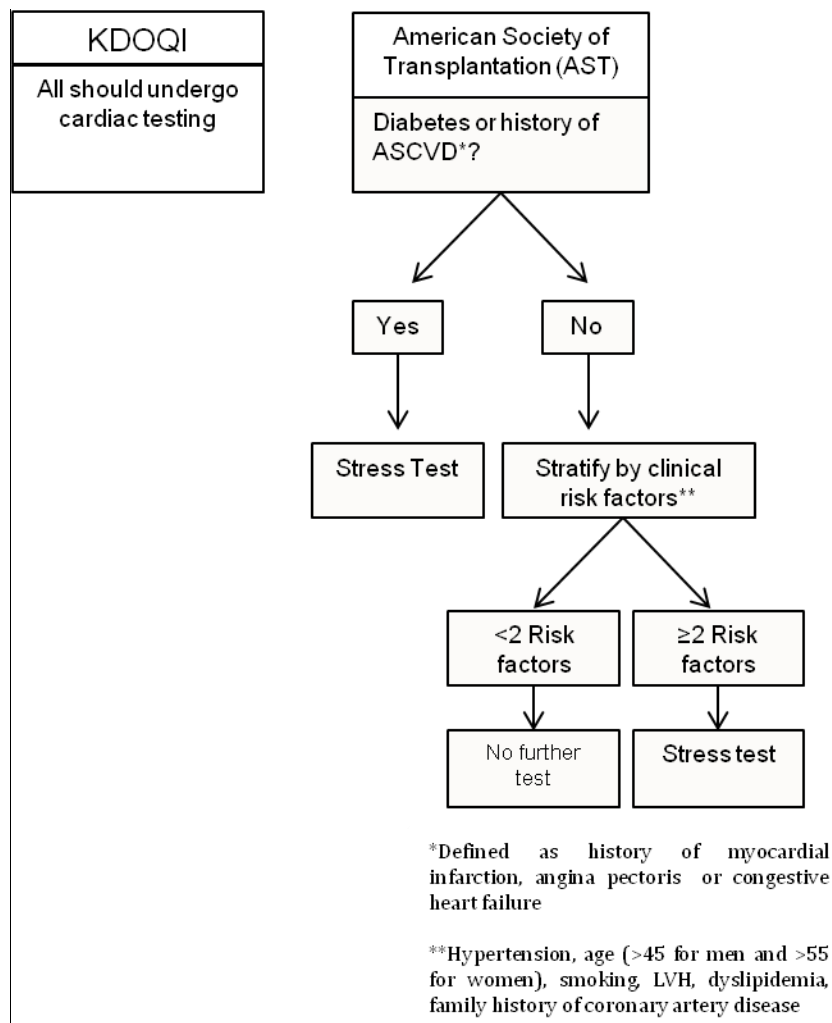 KDOQI
All should undergo
cardiac testing
American Society of
Transplantation (AST)
Diabetes or history of
ASCVD*?
Yes
No
Stress Test
Stratify by clinical
risk factors**
<2 Risk
factors
≥2 Risk
factors
No further
test
Stress test
*Defined as history of myocardial
infarction, angina pectoris or congestive
heart failure
**Hypertension, age (>45 for men and >55
for women), smoking, LVH, dyslipidemia,
family history of coronary artery disease